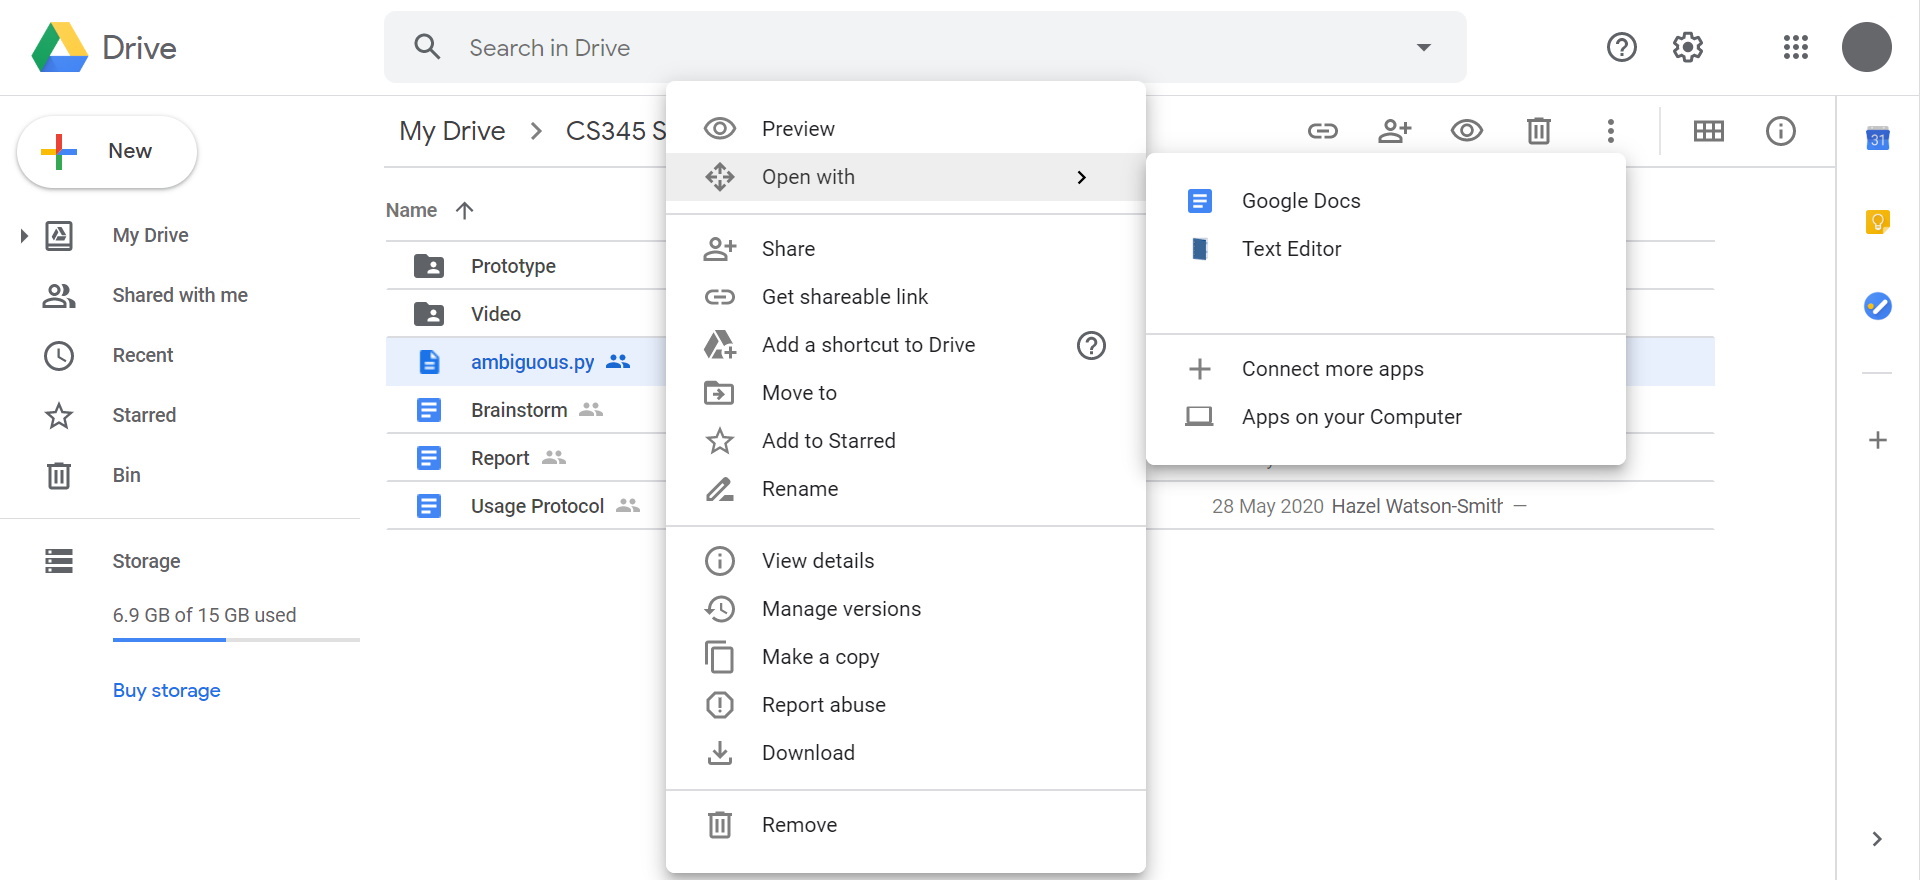 Drive
Search in Drive
New
My Drive
Shared with me
Recent
Starred
Bin
Storage
6.9 GB of 15 GB used
Buy storage
My Drive > CS345 S
Name
Prototype
Video
ambiguous.py
Brainstorm
Report
Usage Protocol
28 May 2020 Hazel Watson-Smith —
Preview
Open with
Share
Get shareable link
Add a shortcut to Drive
Move to
Add to Starred
Rename
View details
Manage versions
Make a copy
Report abuse
Download
Remove
Google Docs
Text Editor
Connect more apps
Apps on your Computer
31